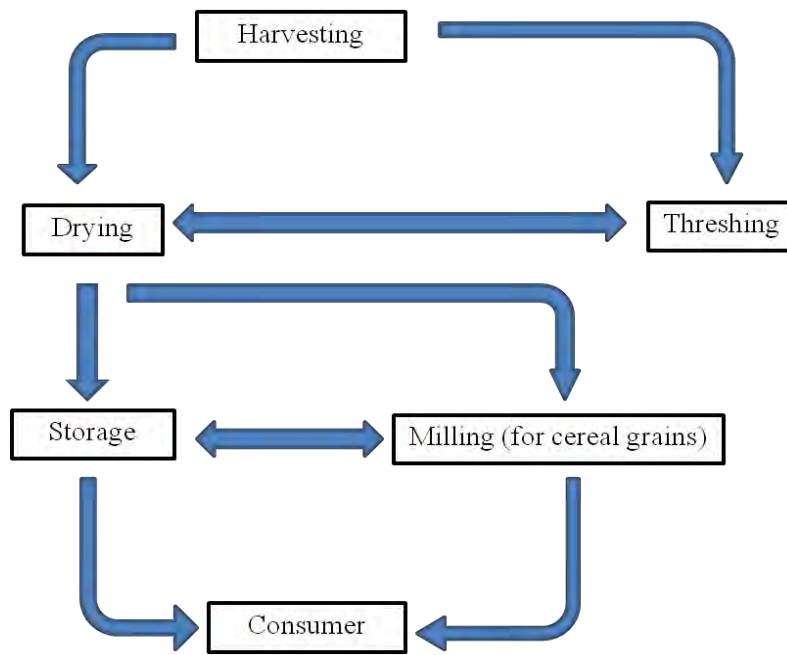 Harvesting
Drying
Threshing
Storage
Milling (for cereal grains)
Consumer